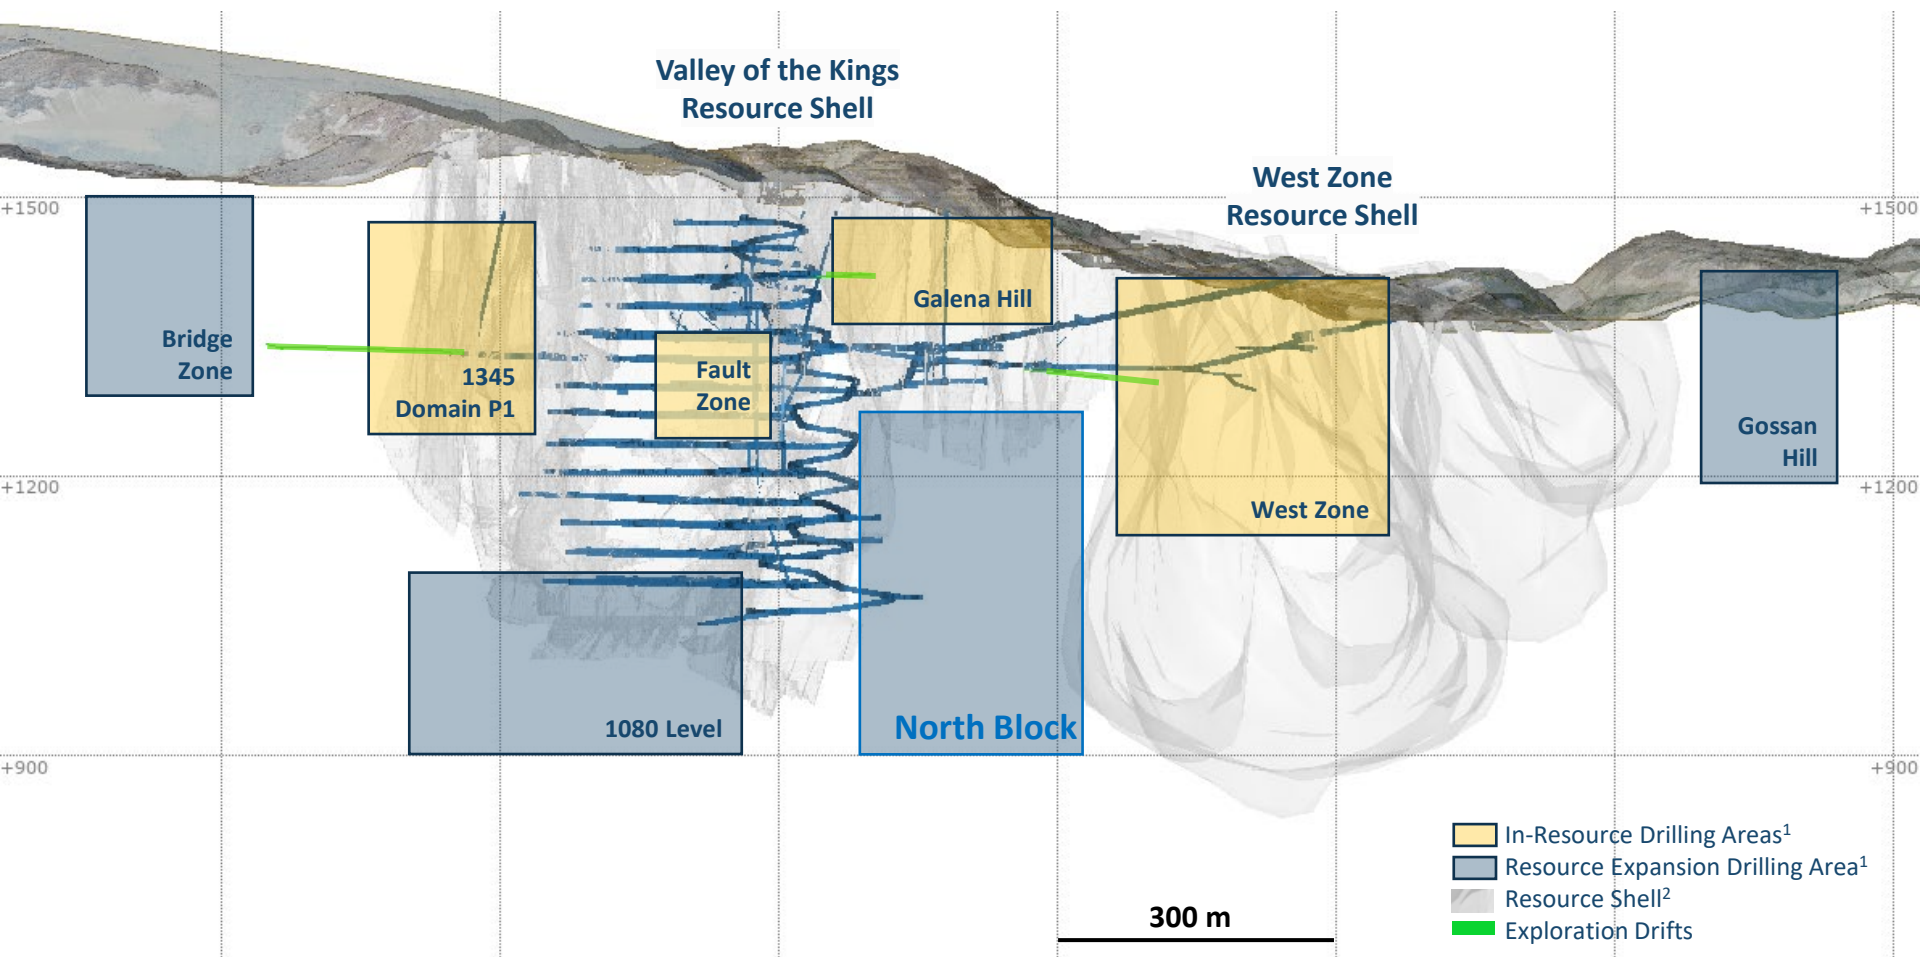 Valley of the Kings
Resource Shell
West Zone
Resource Shell
+1500
+1500
Bridge
Zone
1345
Domain P1
Fault
Zone
Galena Hill
West Zone
Gossan
Hill
+1200
+1200
1080 Level
North Block
+900
+900
300 m
In-Resource Drilling Areas¹
Resource Expansion Drilling Area¹
Resource Shell²
Exploration Drifts